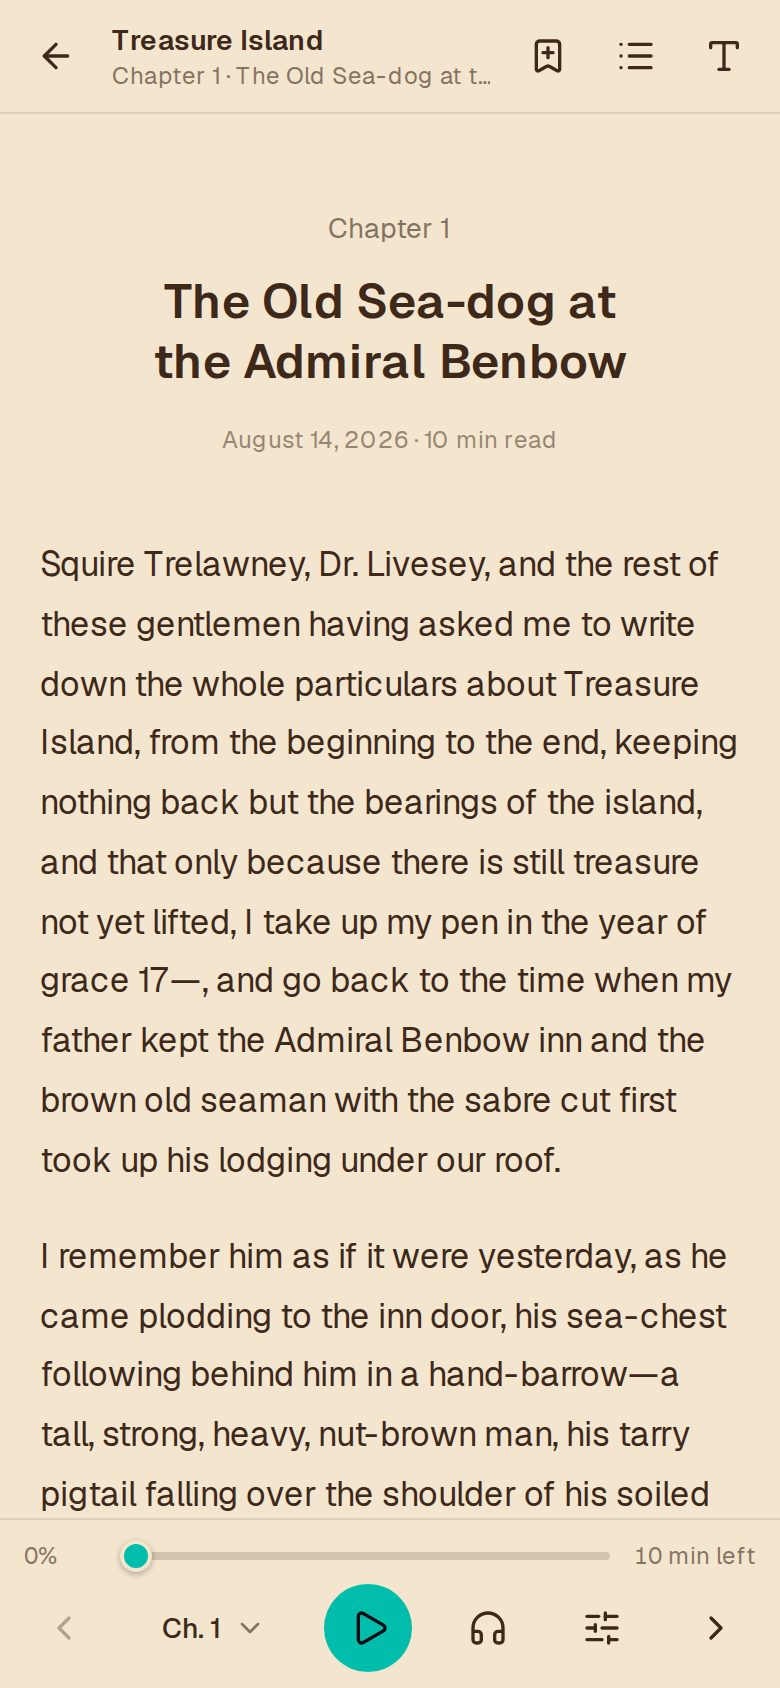 Treasure Island
Chapter 1 · The Old Sea-dog at t...
Chapter 1
The Old Sea-dog at
the Admiral Benbow
August 14, 2026 · 10 min read
Squire Trelawney, Dr. Livesey, and the rest of
these gentlemen having asked me to write
down the whole particulars about Treasure
Island, from the beginning to the end, keeping
nothing back but the bearings of the island,
and that only because there is still treasure
not yet lifted, I take up my pen in the year of
grace 17—, and go back to the time when my
father kept the Admiral Benbow inn and the
brown old seaman with the sabre cut first
took up his lodging under our roof.
I remember him as if it were yesterday, as he
came plodding to the inn door, his sea-chest
following behind him in a hand-barrow—a
tall, strong, heavy, nut-brown man, his tarry
pigtail falling over the shoulder of his soiled
0%
10 min left
Ch. 1